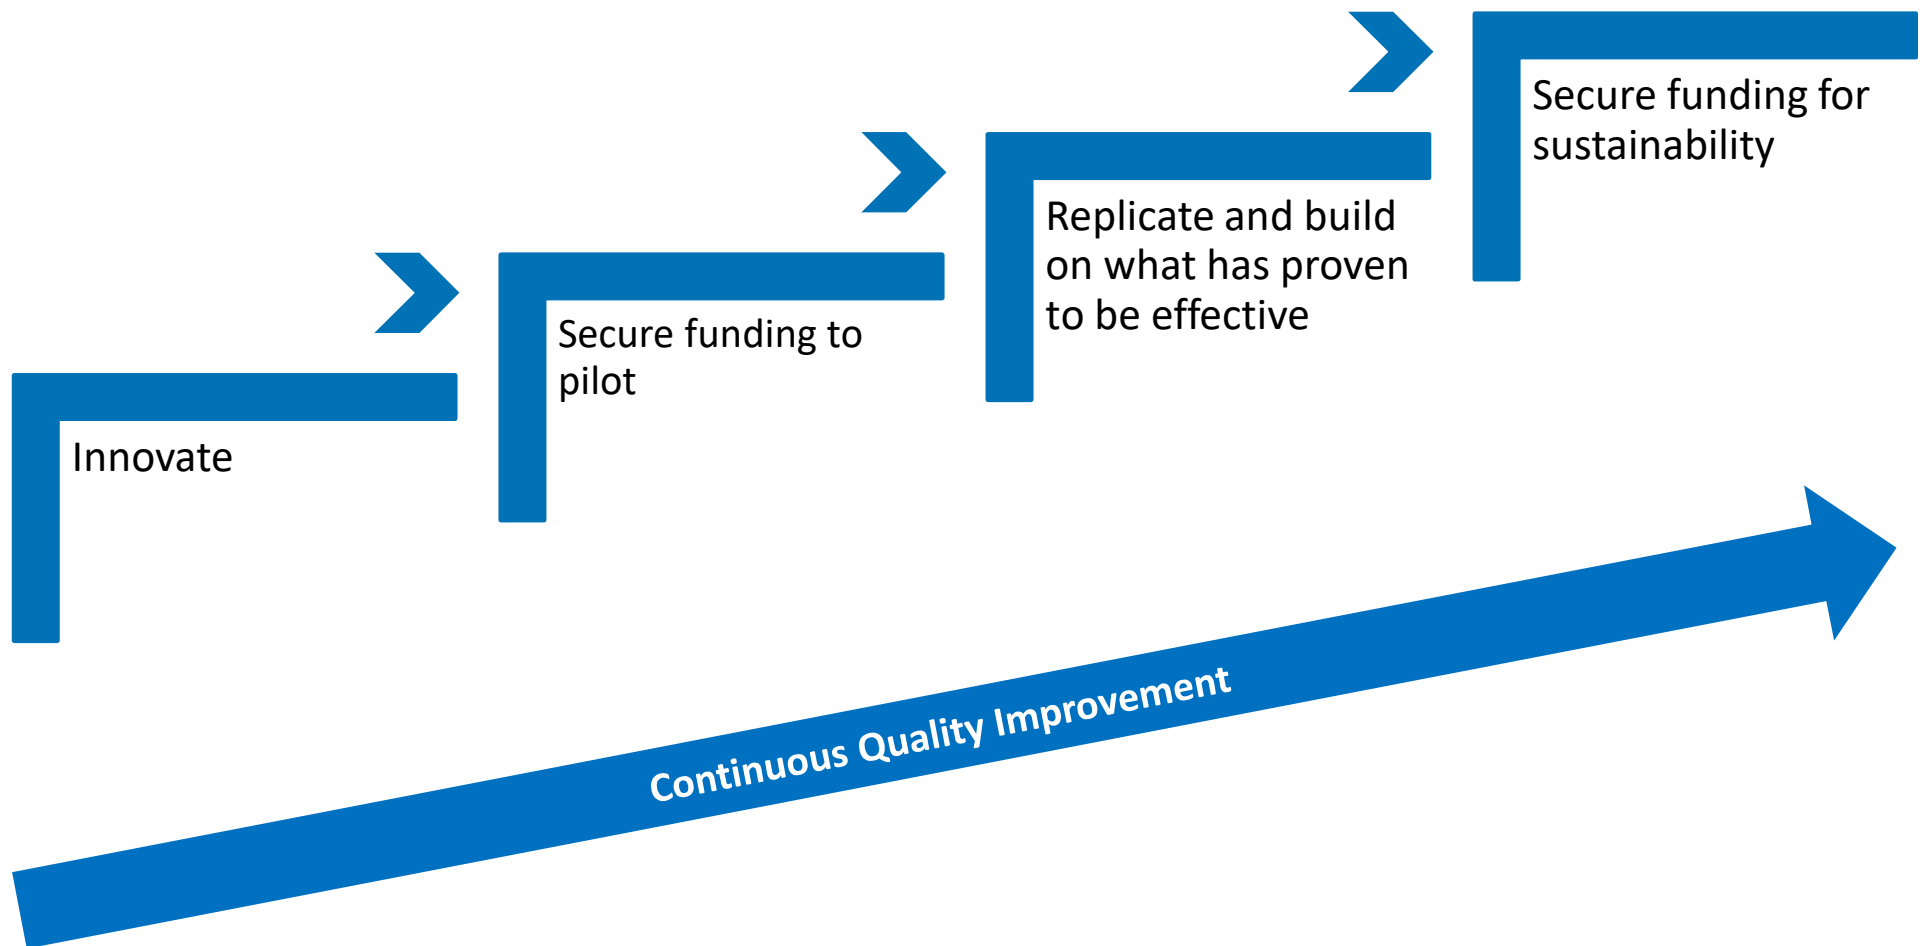 Innovate
Secure funding to
pilot
Replicate and build
on what has proven
to be effective
Secure funding for
sustainability
Continuous Quality Improvement